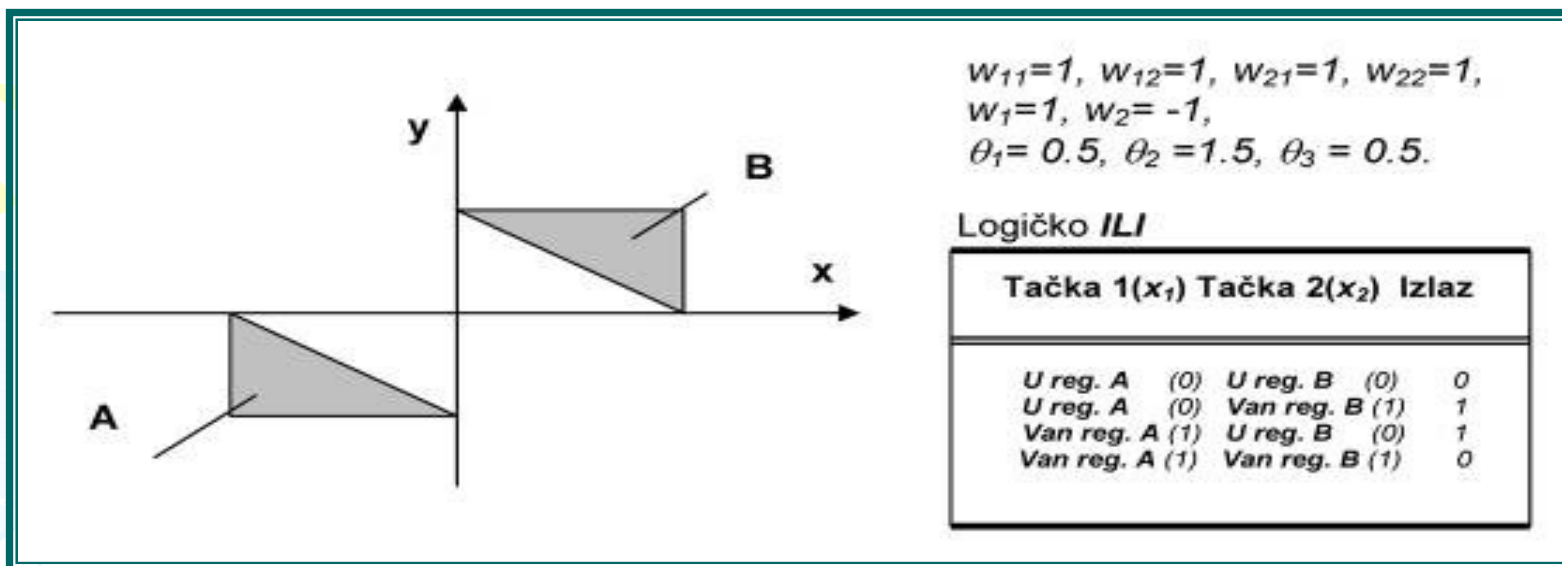 y
B
x
A
w₁₁=1, w₁₂=1, w₂₁=1, w₂₂=1,
w₁=1, w₂= -1,
θ₁= 0.5, θ₂ =1.5, θ₃ = 0.5.
Logičko ILI
Tačka 1(x₁) Tačka 2(x₂) Izlaz
U reg. A (0) U reg. B (0) 0
U reg. A (0) Van reg. B (1) 1
Van reg. A (1) U reg. B (0) 1
Van reg. A (1) Van reg. B (1) 0